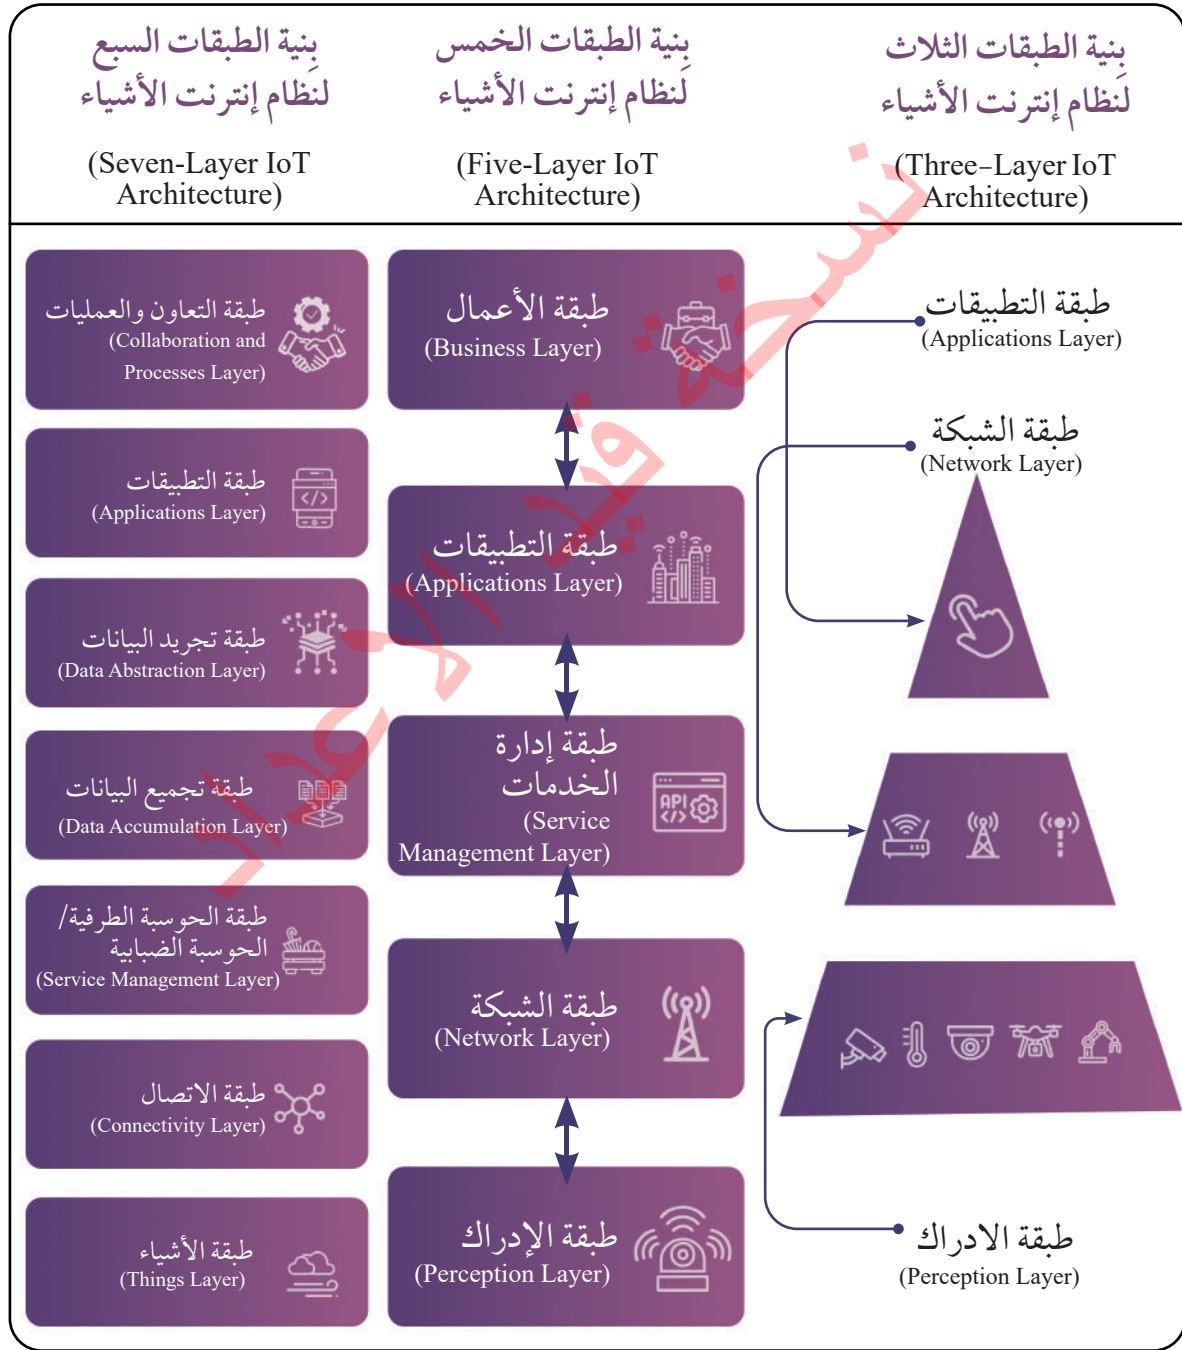 بِنية الطبقات الثلاث
لنظام إنترنت الأشياء
(Three-Layer IoT
Architecture)
بِنية الطبقات الخمس
لنظام إنترنت الأشياء
(Five-Layer IoT
Architecture)
بِنية الطبقات السبع
لنظام إنترنت الأشياء
(Seven-Layer IoT
Architecture)
طبقة التطبيقات
(Applications Layer)
طبقة الشبكة
(Network Layer)
طبقة الادراك
(Perception Layer)
طبقة الأعمال
(Business Layer)
طبقة التطبيقات
(Applications Layer)
طبقة إدارة
الخدمات
(Service
Management Layer)
API
</>
طبقة الشبكة
(Network Layer)
طبقة الإدراك
(Perception Layer)
طبقة التعاون والعمليات
(Collaboration and
Processes Layer)
طبقة التطبيقات
(Applications Layer)
</>
طبقة تجريد البيانات
(Data Abstraction Layer)
طبقة تجميع البيانات
(Data Accumulation Layer)
طبقة الحوسبة الطرفية/
الحوسبة الضبابية
(Service Management Layer)
طبقة الاتصال
(Connectivity Layer)
طبقة الأشياء
(Things Layer)
نسخة قيد الاعداد